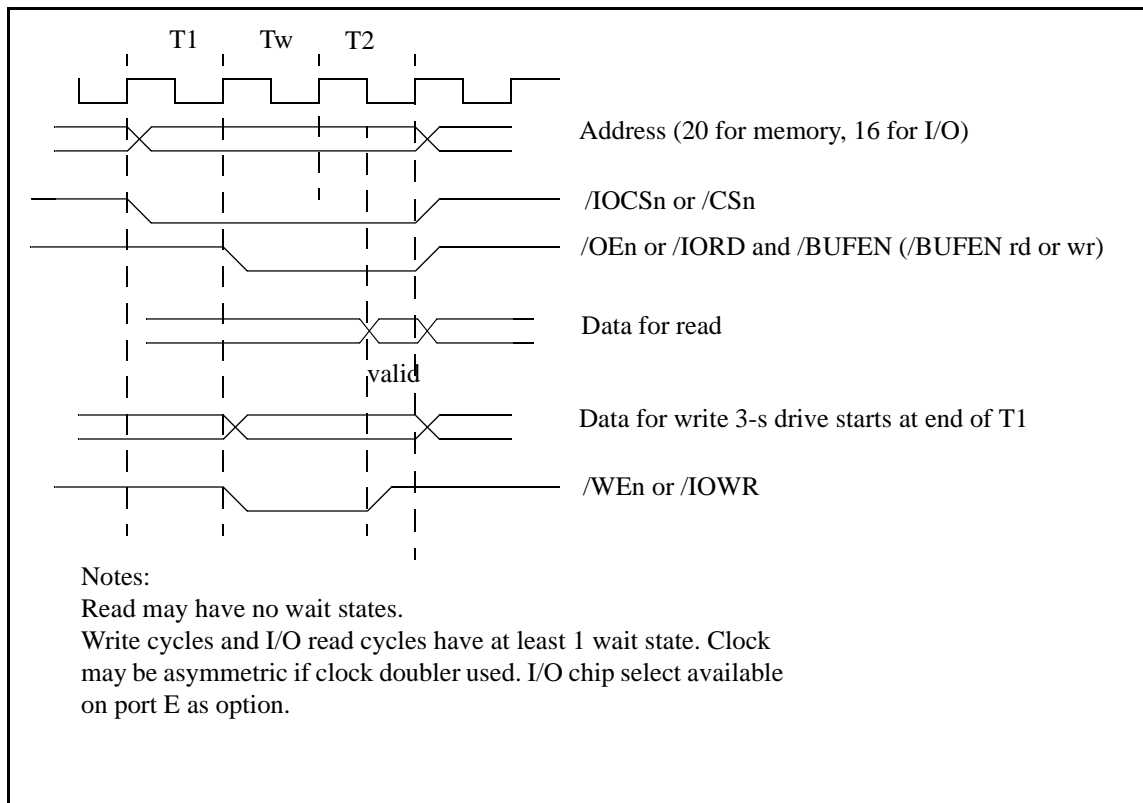 T1 Tw T2
Address (20 for memory, 16 for I/O)
/IOCSn or /CSn
/OEn or /IORD and /BUFEN (/BUFEN rd or wr)
Data for read
valid
Data for write 3-s drive starts at end of T1
/WEn or /IOWR
Notes:
Read may have no wait states.
Write cycles and I/O read cycles have at least 1 wait state. Clock
may be asymmetric if clock doubler used. I/O chip select available
on port E as option.